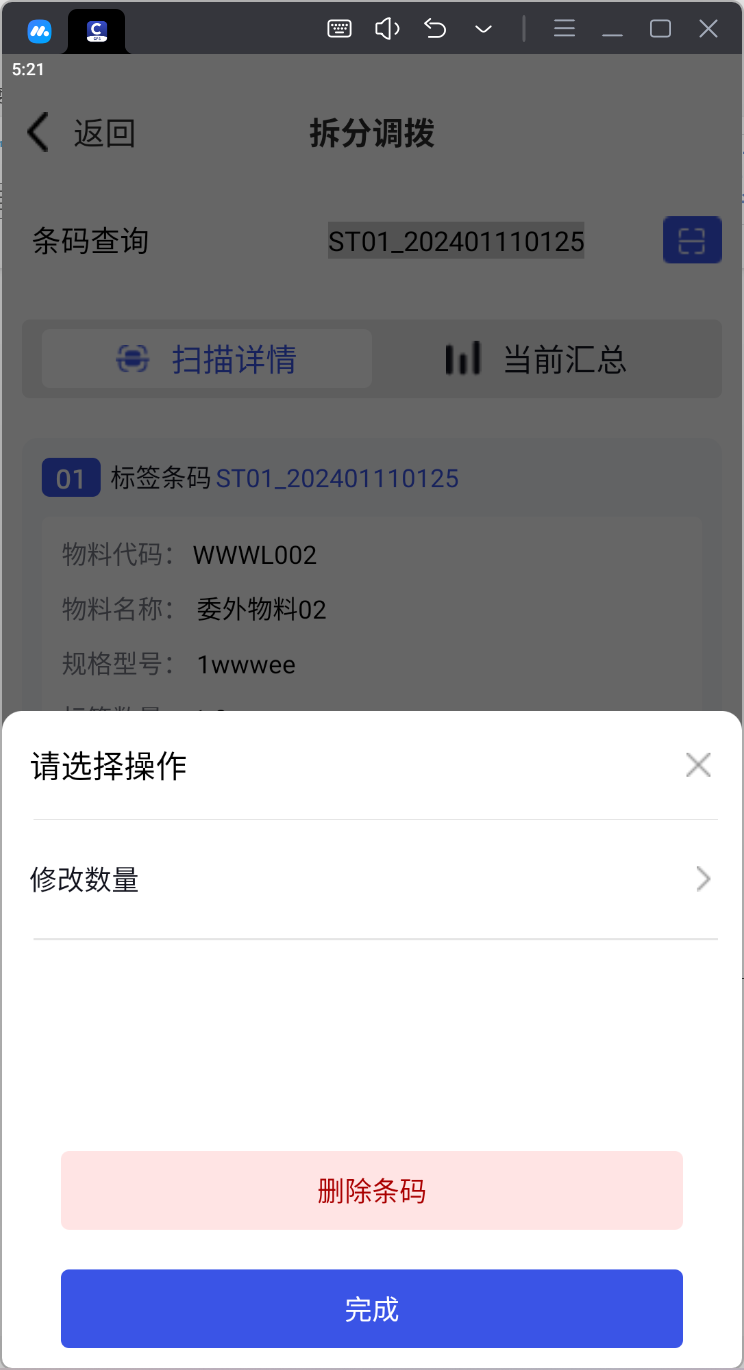 5:21
返回
拆分调拨
条码查询
ST01_202401110125
扫描详情
当前汇总
01 标签条码 ST01_202401110125
物料代码： WWWL002
物料名称： 委外物料02
规格型号： 1wwwee
请选择操作
修改数量
删除条码
完成